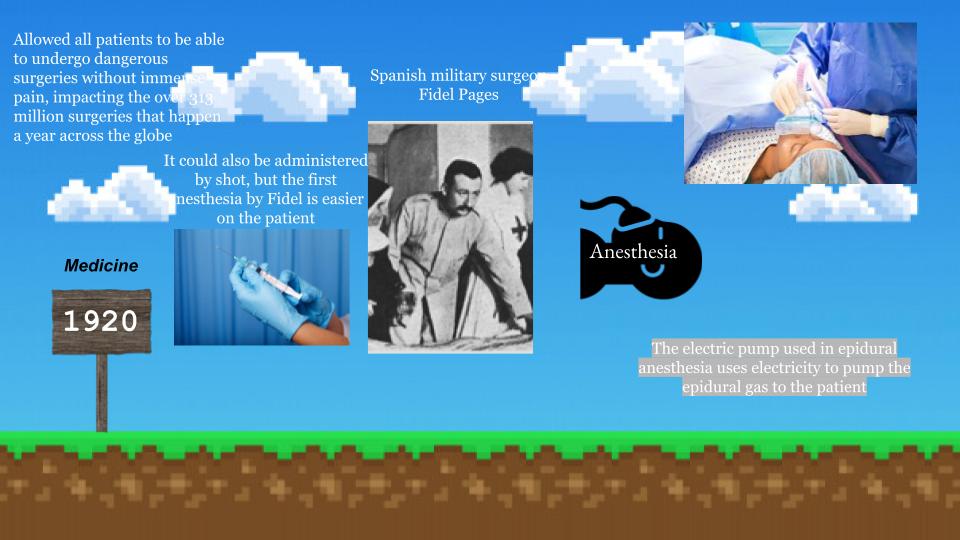 Allowed all patients to be able
to undergo dangerous
surgeries without immense
pain, impacting the over 313
million surgeries that happen
a year across the globe
It could also be administered
by shot, but the first
anesthesia by Fidel is easier
on the patient
Spanish military surgeon
Fidel Pages
Medicine
1920
Anesthesia
The electric pump used in epidural
anesthesia uses electricity to pump the
epidural gas to the patient